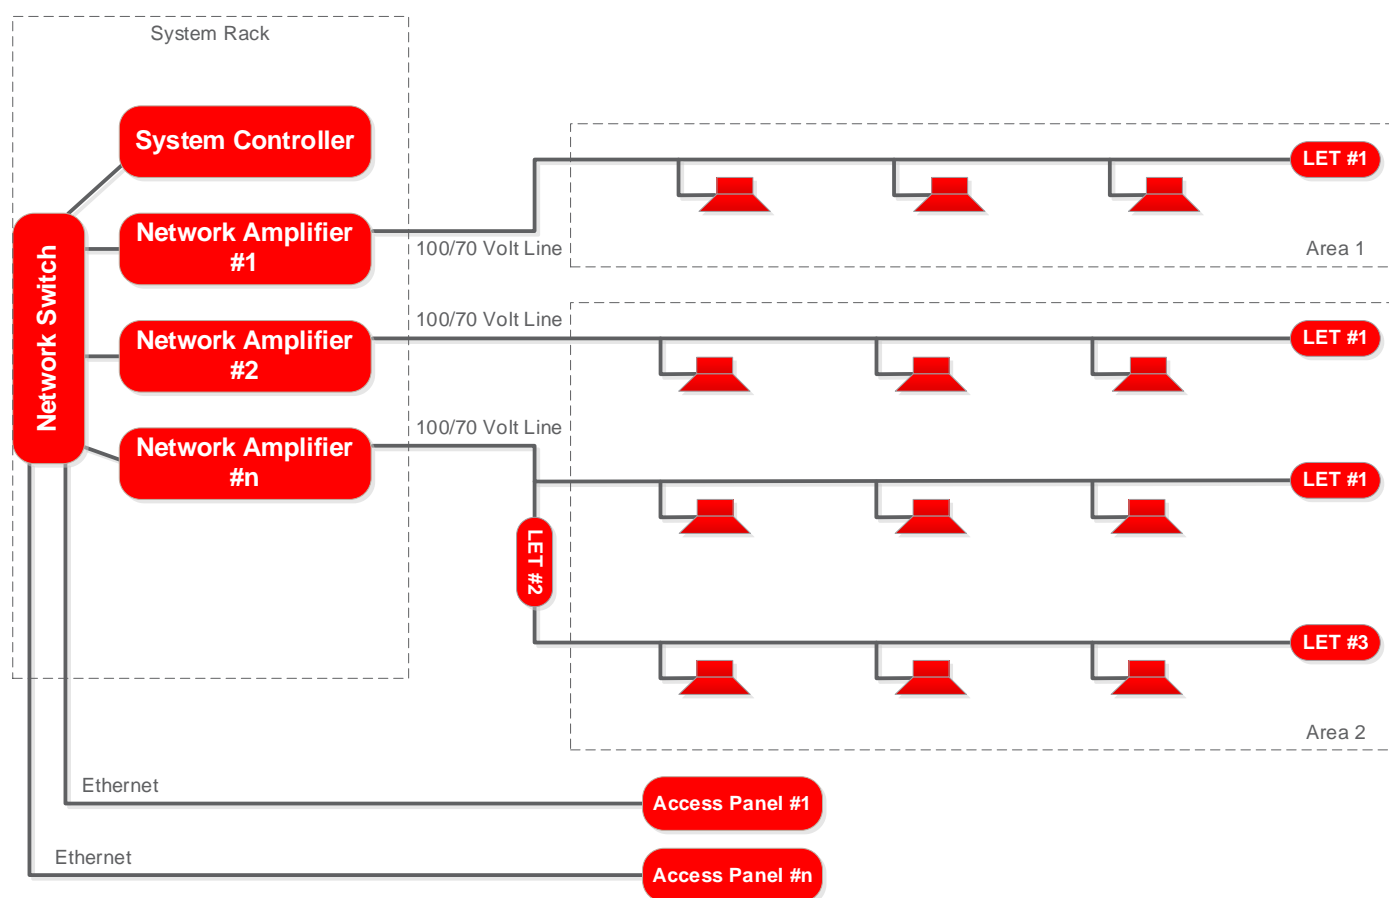 System Rack
System Controller
Network Switch
Network Amplifier
#1
100/70 Volt Line
LET #1
Area 1
Network Amplifier
#2
100/70 Volt Line
LET #1
Network Amplifier
#n
100/70 Volt Line
LET #1
LET #2
LET #3
Area 2
Ethernet
Access Panel #1
Ethernet
Access Panel #n